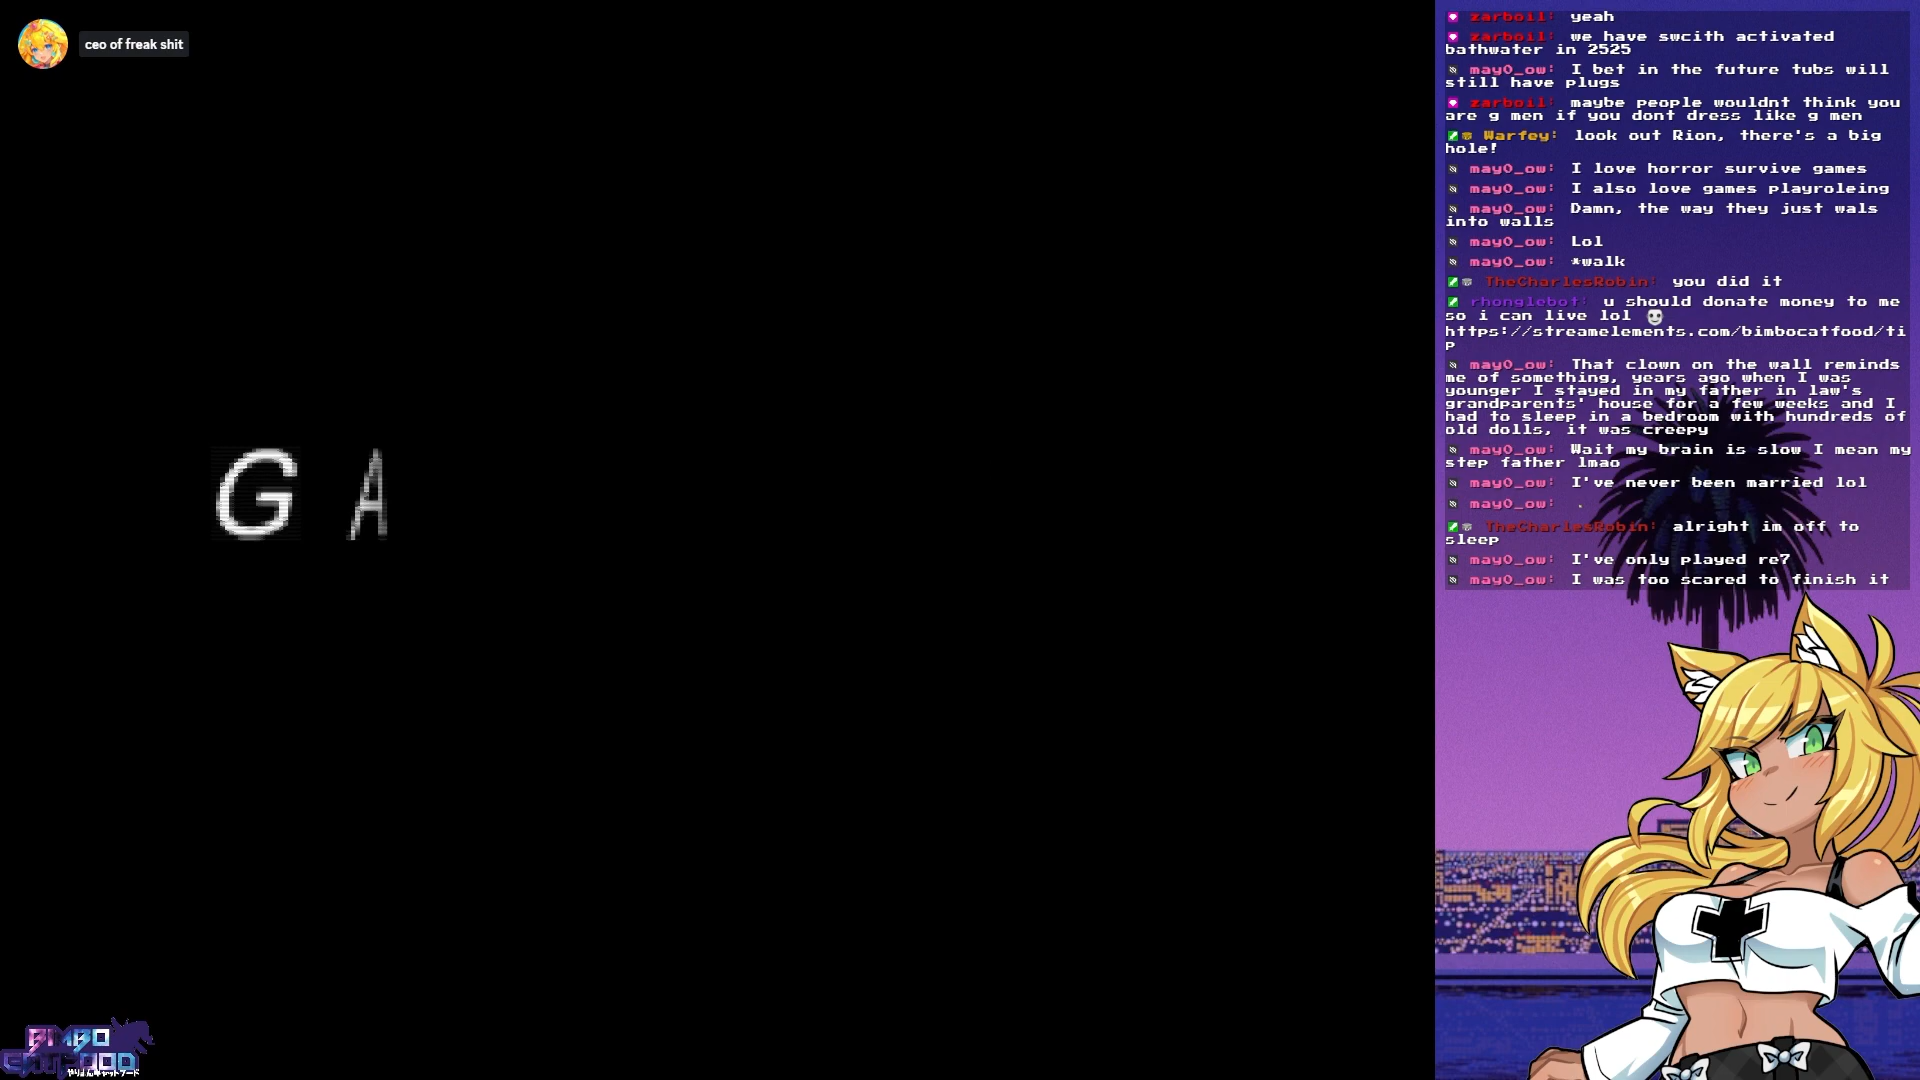 ceo of freak shit
G A
zarboil: yeah
zarboil: we have swcith activated
bathwater in 2525
may0_ow: I bet in the future tubs will
still have plugs
zarboil: maybe people wouldnt think you
are g men if you dont dress like g men
Warfey: look out Rion, there's a big
hole!
may0_ow: I love horror survive games
may0_ow: I also love games playroleing
may0_ow: Damn, the way they just wals
into walls
may0_ow: Lol
may0_ow: *walk
TheCharlesRobin: you did it
rhonglebot: u should donate money to me
so i can live lol
https://streamelements.com/bimbocatfood/ti
p
may0_ow: That clown on the wall reminds
me of something, years ago when I was
younger I stayed in my father in law's
grandparents' house for a few weeks and I
had to sleep in a bedroom with hundreds of
old dolls, it was creepy
may0_ow: Wait my brain is slow I mean my
step father lmao
may0_ow: I've never been married lol
may0_ow: .
TheCharlesRobin: alright im off to
sleep
may0_ow: I've only played re7
may0_ow: I was too scared to finish it
BIMBO
CATFOOD